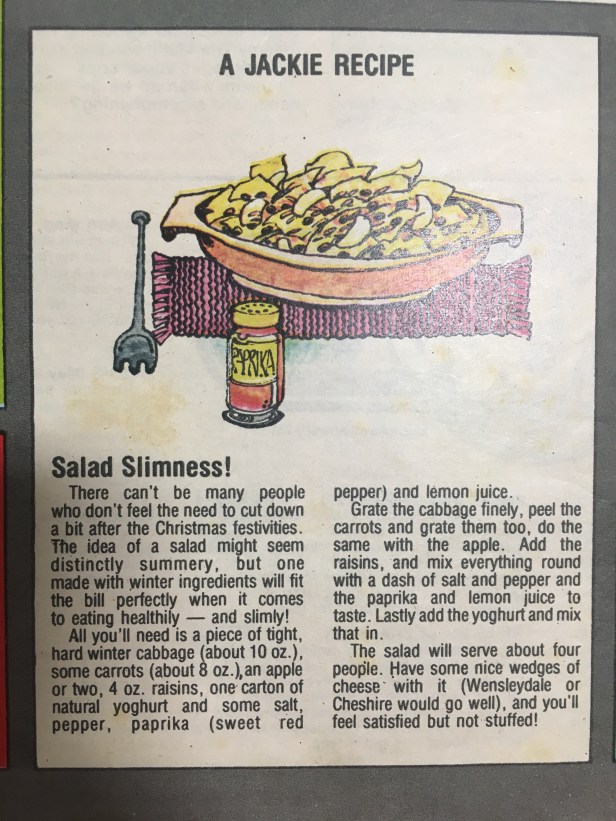 A JACKIE RECIPE
PAPRIKA
Salad Slimness!
There can't be many people
who don't feel the need to cut down
a bit after the Christmas festivities.
The idea of a salad might seem
distinctly summery, but one
made with winter ingredients will fit
the bill perfectly when it comes
to eating healthily — and slimly!
All you'll need is a piece of tight,
hard winter cabbage (about 10 oz.),
some carrots (about 8 oz.), an apple
or two, 4 oz. raisins, one carton of
natural yoghurt and some salt,
pepper, paprika (sweet red
pepper) and lemon juice.
Grate the cabbage finely, peel the
carrots and grate them too, do the
same with the apple. Add the
raisins, and mix everything round
with a dash of salt and pepper and
the paprika and lemon juice to
taste. Lastly add the yoghurt and mix
that in.
The salad will serve about four
people. Have some nice wedges of
cheese with it (Wensleydale or
Cheshire would go well), and you'll
feel satisfied but not stuffed!